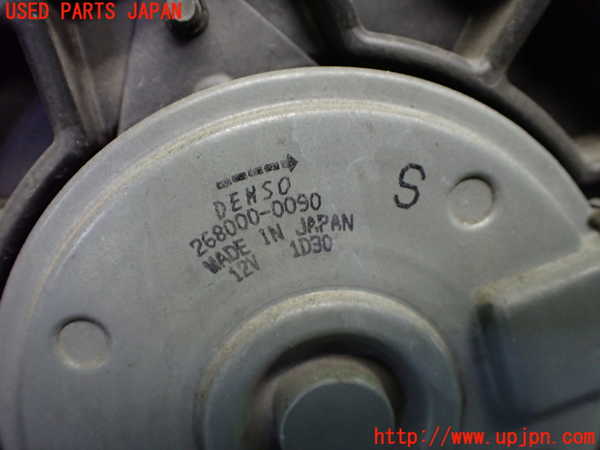 USED PARTS JAPAN
DENSO
268000-0090
MADE IN JAPAN
12V 1D30
S
http://www.upjpn.com/